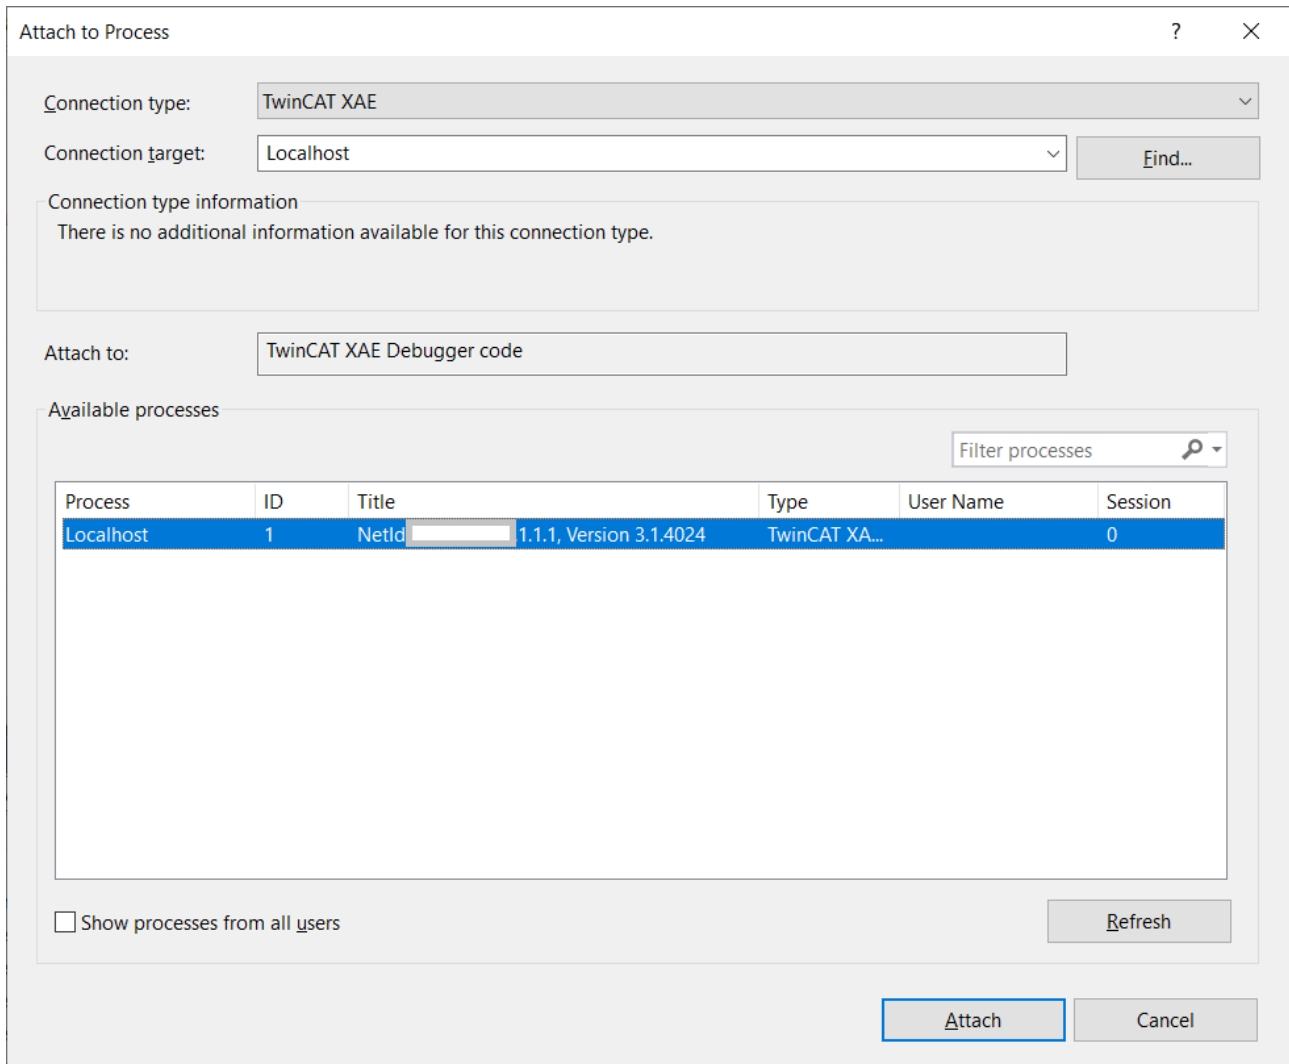 Attach to Process ?
Connection type: TwinCAT XAE
Connection target: Localhost Find...
Connection type information
There is no additional information available for this connection type.
Attach to: TwinCAT XAE Debugger code
Available processes
Filter processes
Process ID Title Type User Name Session
Localhost 1 NetId 1.1.1, Version 3.1.4024 TwinCAT XA... 0
Show processes from all users Refresh
Attach Cancel